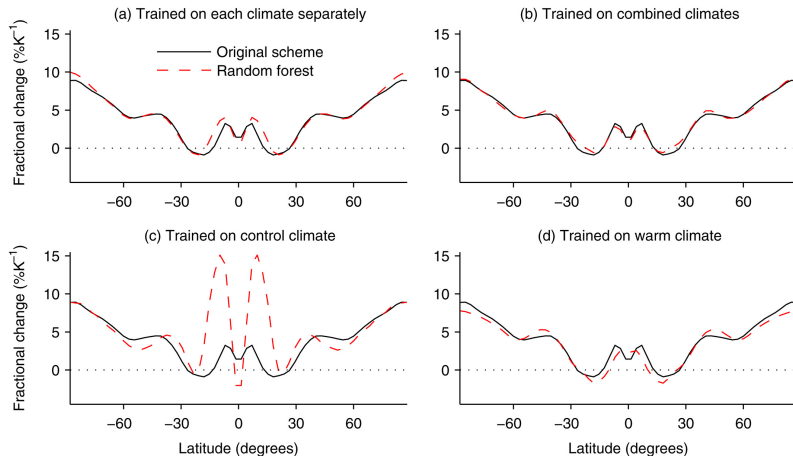 (a) Trained on each climate separately
(b) Trained on combined climates
Fractional change (%K⁻¹)
15
10
5
0
Original scheme
Random forest
−60 −30 0 30 60
15
10
5
0
−60 −30 0 30 60
(c) Trained on control climate
(d) Trained on warm climate
Fractional change (%K⁻¹)
15
10
5
0
−60 −30 0 30 60
Latitude (degrees)
15
10
5
0
−60 −30 0 30 60
Latitude (degrees)